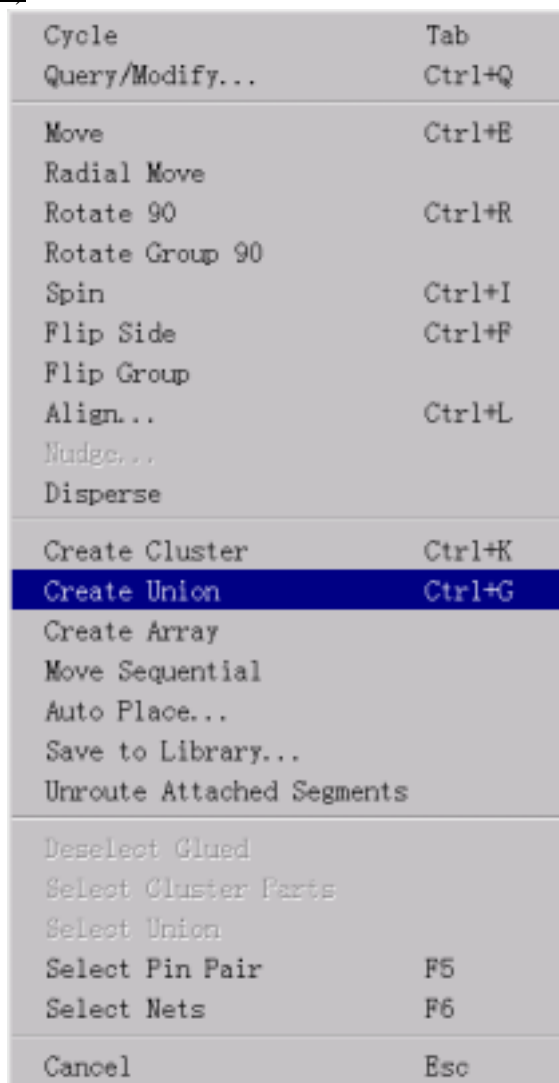 Cycle Tab
Query/Modify... Ctrl+Q
Move Ctrl+E
Radial Move
Rotate 90 Ctrl+R
Rotate Group 90
Spin Ctrl+I
Flip Side Ctrl+F
Flip Group
Align... Ctrl+L
Nudge...
Disperse
Create Cluster Ctrl+K
Create Union Ctrl+G
Create Array
Move Sequential
Auto Place...
Save to Library...
Unroute Attached Segments
Deselect Glued
Select Cluster Parts
Select Union
Select Pin Pair F5
Select Nets F6
Cancel Esc